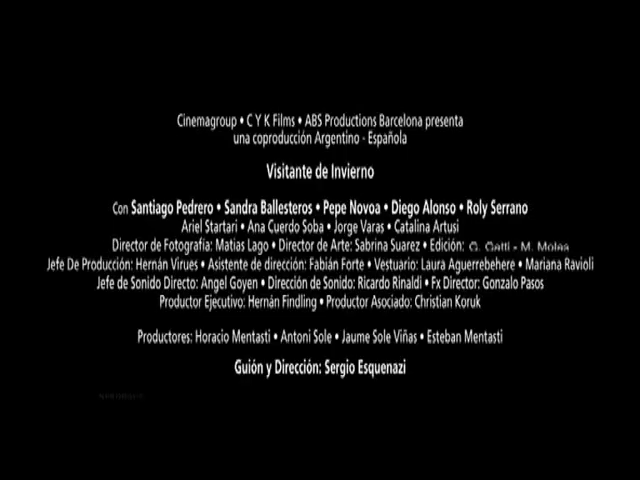 Cinemagroup • C Y K Films • ABS Productions Barcelona presenta
una coproducción Argentino - Española
Visitante de Invierno
Con Santiago Pedrero • Sandra Ballesteros • Pepe Novoa • Diego Alonso • Roly Serrano
Ariel Startari • Ana Cuerdo Soba • Jorge Varas • Catalina Artusi
Director de Fotografía: Matias Lago • Director de Arte: Sabrina Suarez • Edición: G. Gatti - M.
Jefe De Producción: Hernán Virues • Asistente de dirección: Fabián Forte • Vestuario: Laura Aguerrebehere • Mariana Ravioli
Jefe de Sonido Directo: Angel Goyen • Dirección de Sonido: Ricardo Rinaldi • Fx Director: Gonzalo Pasos
Productor Ejecutivo: Hernán Findling • Productor Asociado: Christian Koruk
Productores: Horacio Mentasti • Antoni Sole • Jaume Sole Viñas • Esteban Mentasti
Guión y Dirección: Sergio Esquenazi